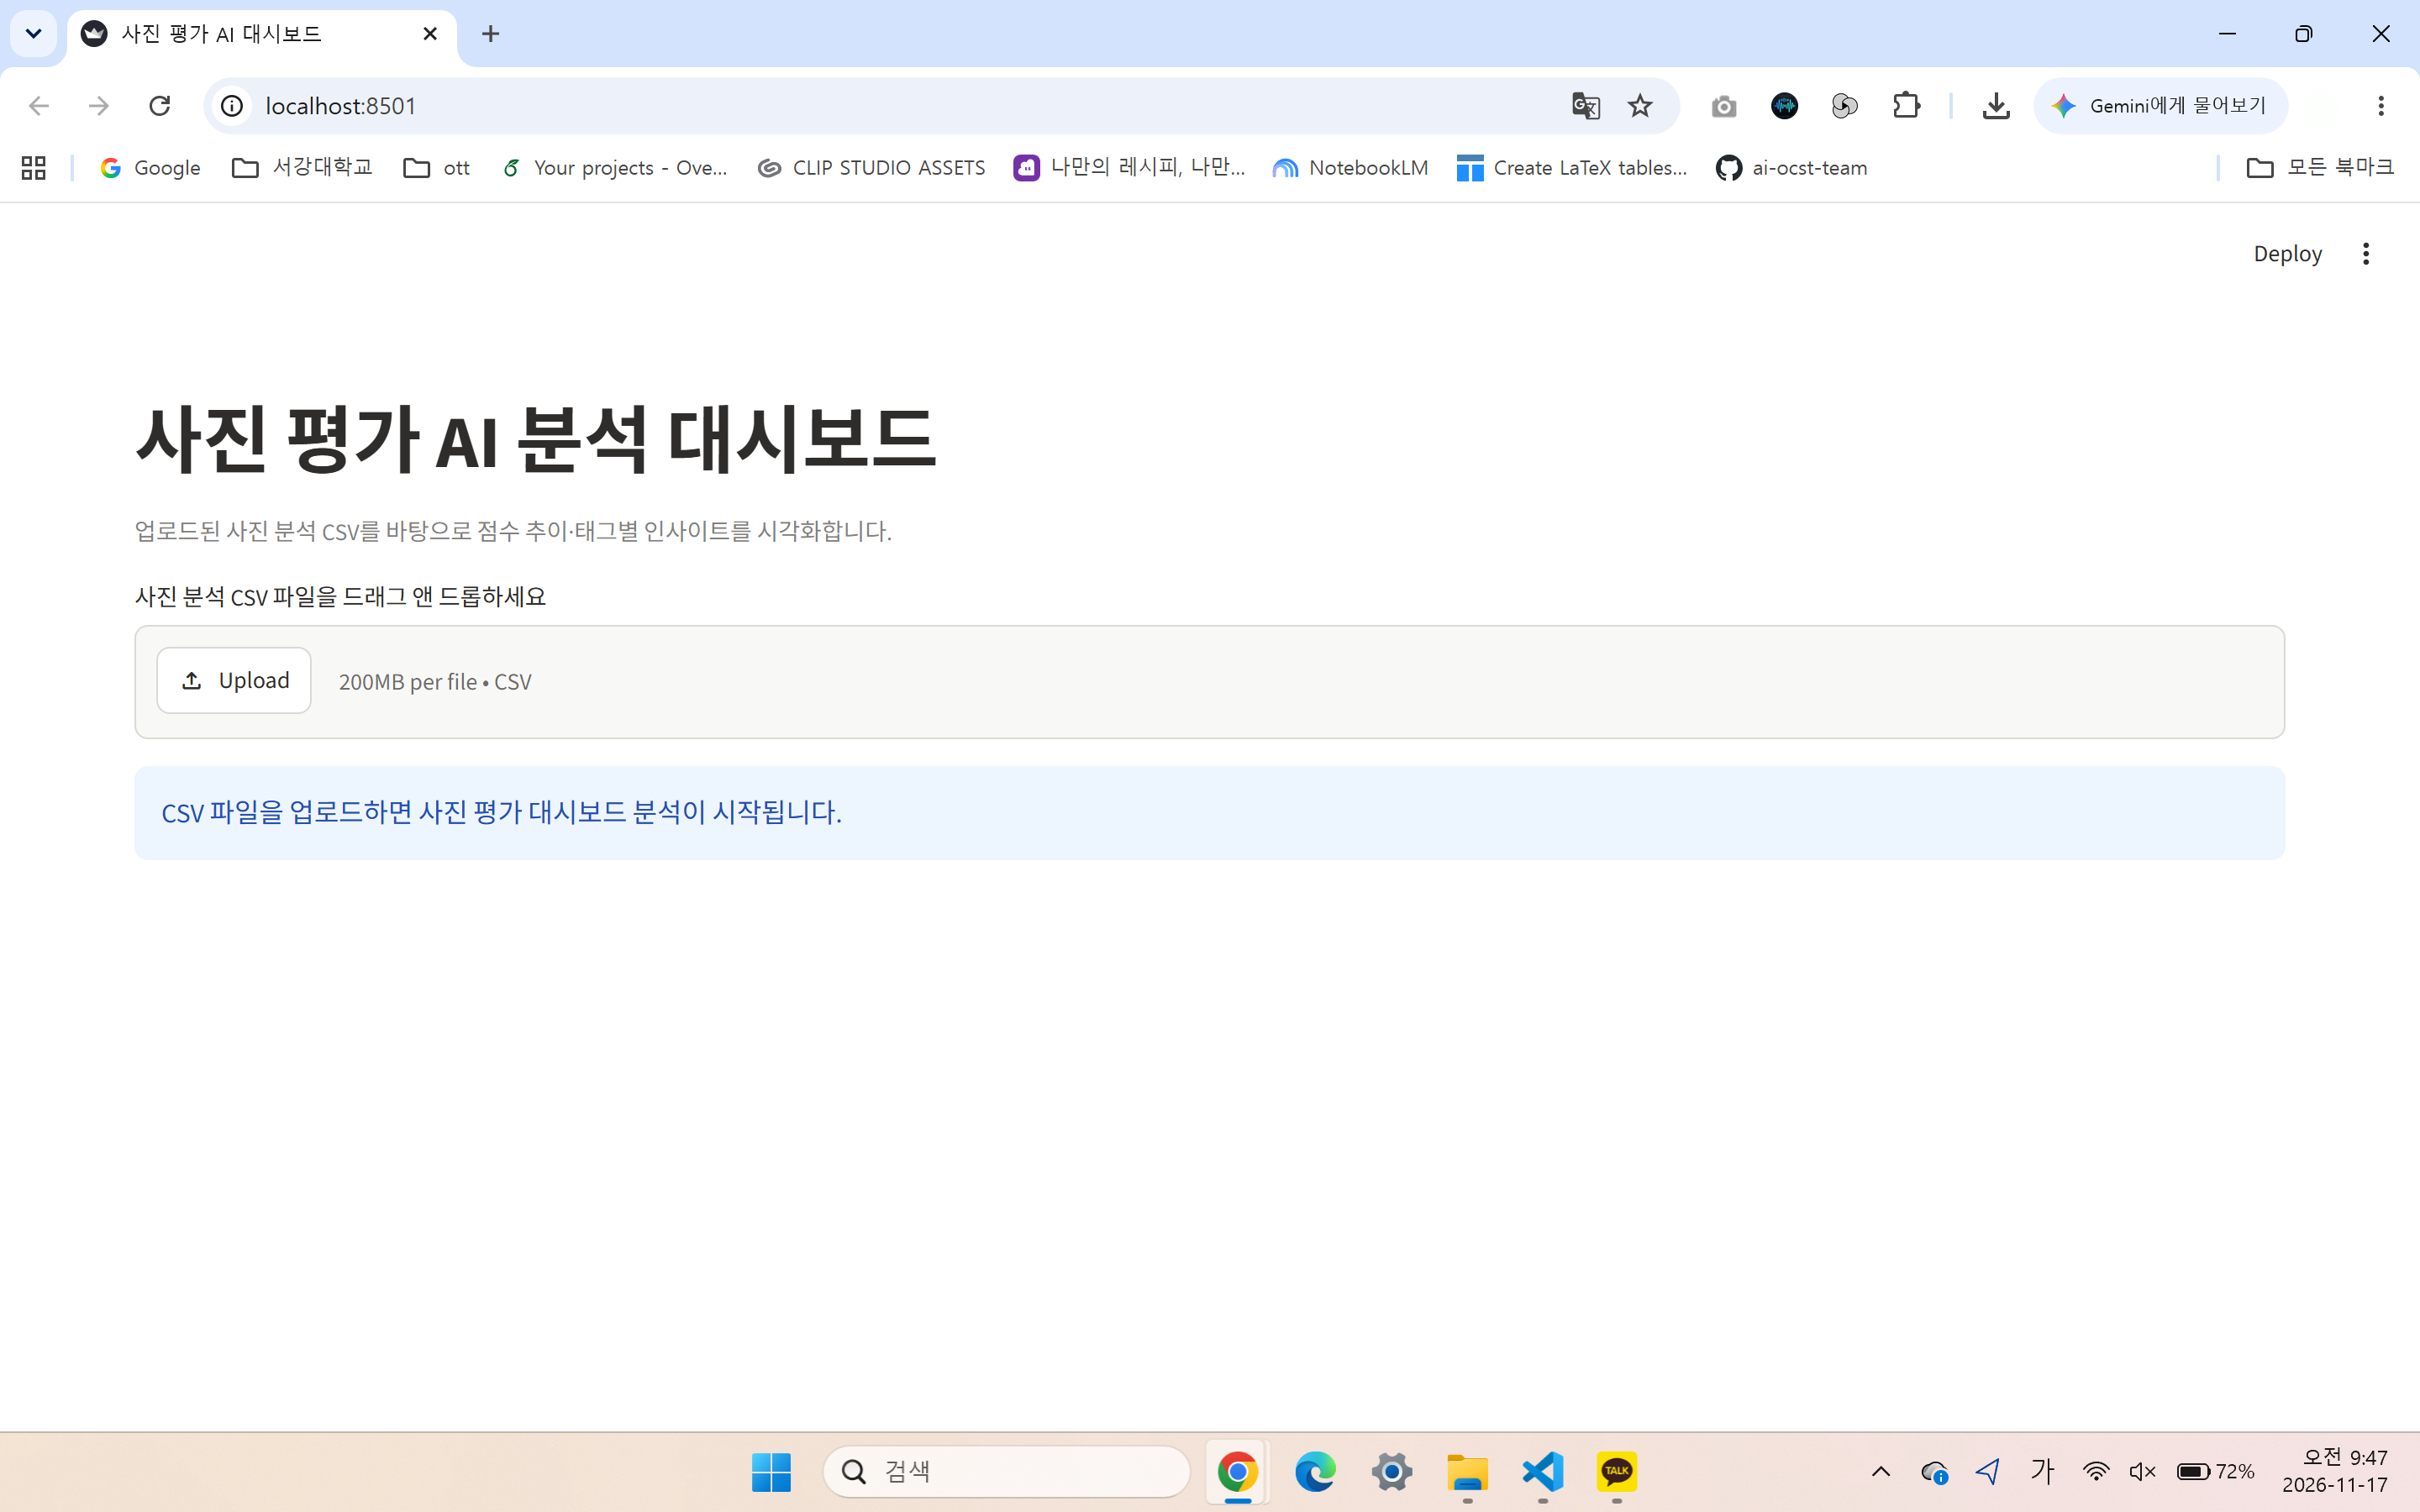 사진 평가 AI 대시보드
localhost:8501
Gemini에게 물어보기
Google
서강대학교
ott
Your projects - Ove...
CLIP STUDIO ASSETS
나만의 레시피, 나만...
NotebookLM
Create LaTeX tables...
ai-ocst-team
모든 북마크
Deploy
사진 평가 AI 분석 대시보드
업로드된 사진 분석 CSV를 바탕으로 점수 추이·태그별 인사이트를 시각화합니다.
사진 분석 CSV 파일을 드래그 앤 드롭하세요
Upload
200MB per file • CSV
CSV 파일을 업로드하면 사진 평가 대시보드 분석이 시작됩니다.
검색
TALK
가
72%
오전 9:47
2026-11-17